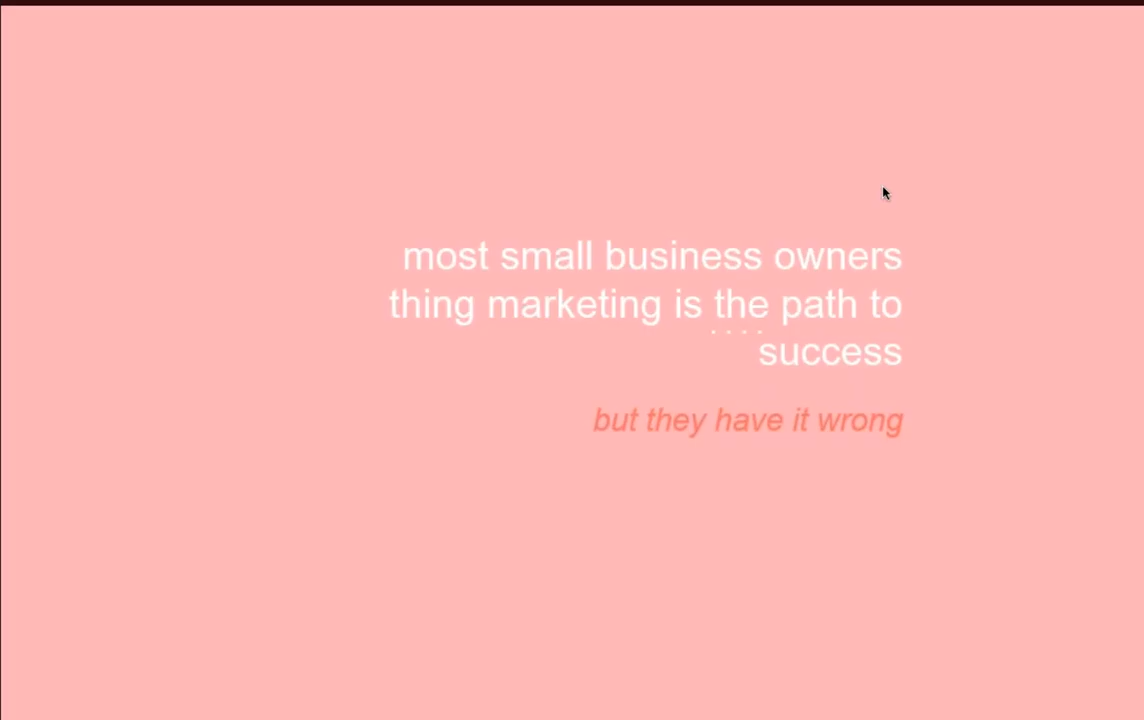 most small business owners
thing marketing is the path to
success
but they have it wrong